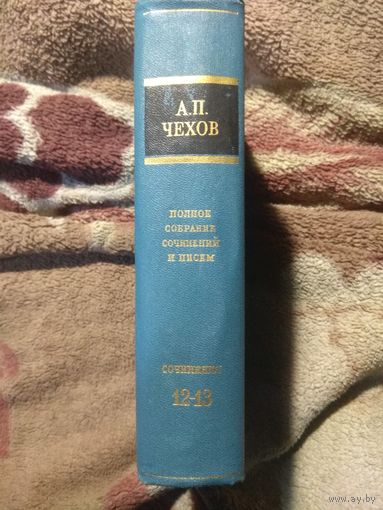 А.П.
ЧЕХОВ
ПОЛНОЕ
СОБРАНИЕ
СОЧИНЕНИЙ
И ПИСЕМ
СОЧИНЕНИЯ
12-13
www.ay.by